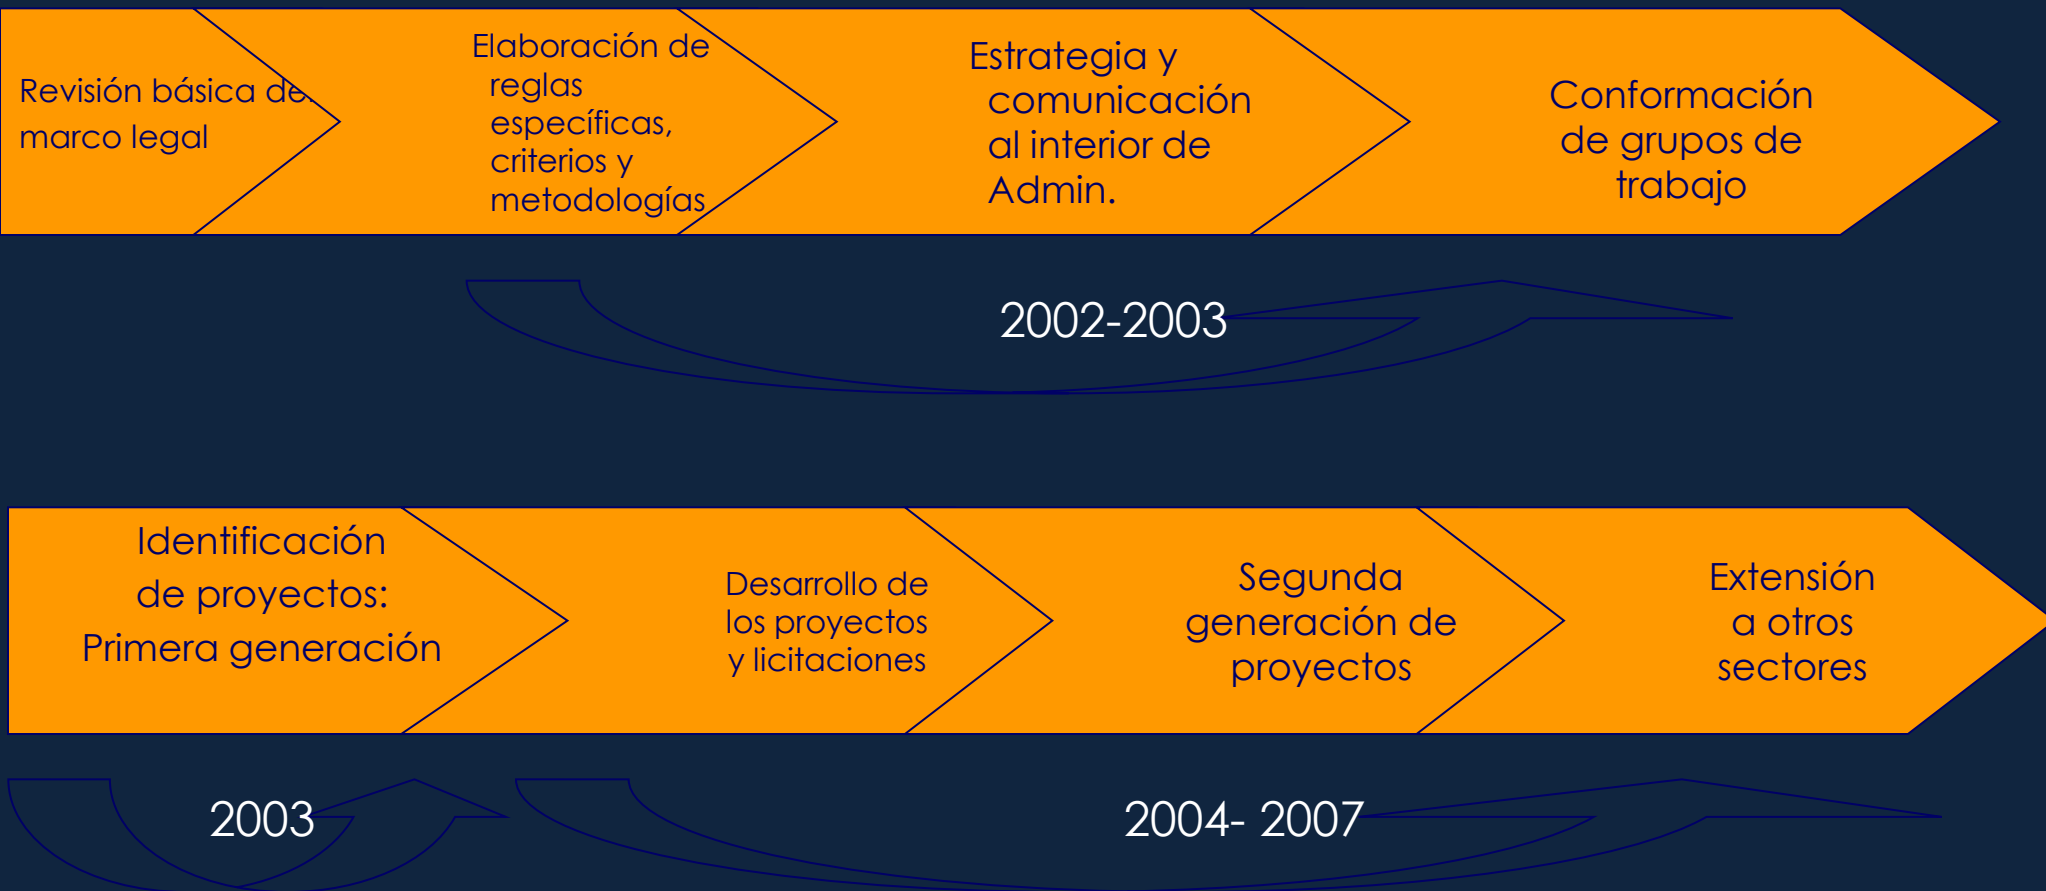 Revisión básica de
marco legal
Elaboración de
reglas
específicas,
criterios y
metodologías
Estrategia y
comunicación
al interior de
Admin.
Conformación
de grupos de
trabajo
2002-2003
Identificación
de proyectos:
Primera generación
Desarrollo de
los proyectos
y licitaciones
Segunda
generación de
proyectos
Extensión
a otros
sectores
2003
2004- 2007